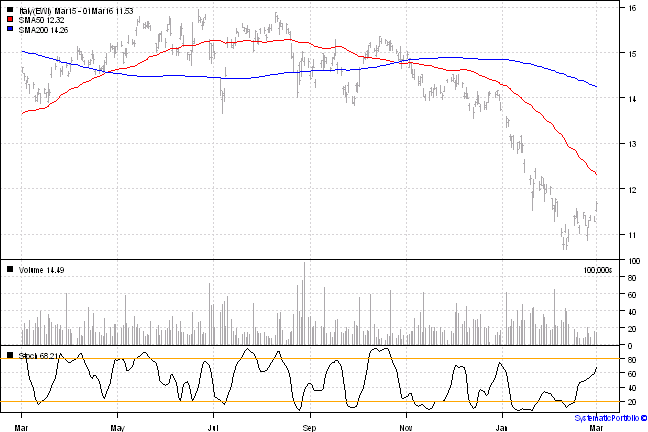 Italy(EWI) Mar15 - 01Mar16 11.53
SMA50 12.32
SMA200 14.26
16
15
14
13
12
11
Volume 14.49
100,000s
100
80
60
40
20
0
Stoch 68.21
80
60
40
20
0
Mar May Jul Sep Nov Jan Mar
SystematicPortfolio ©